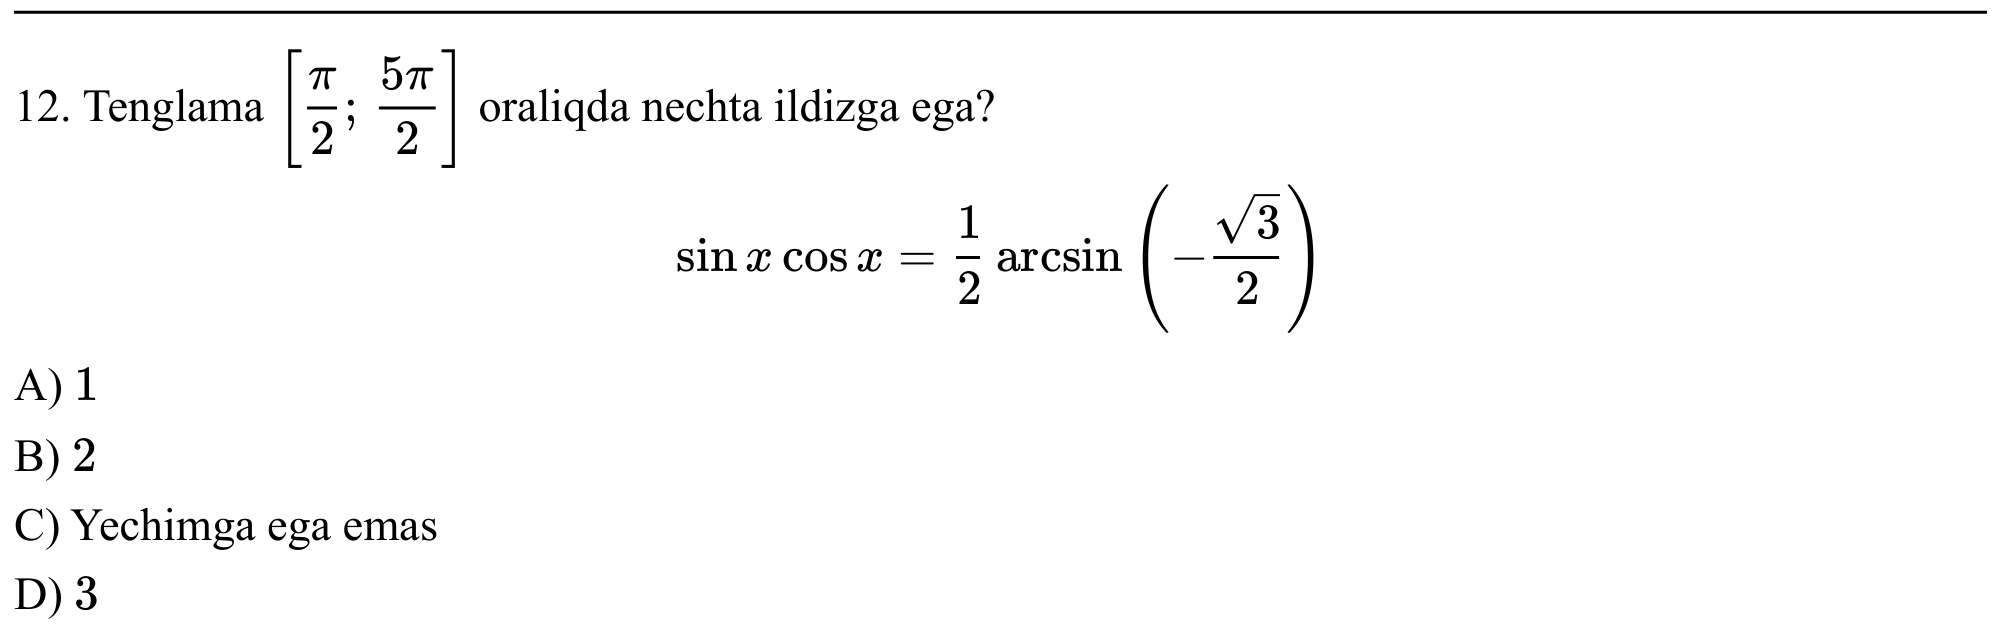 12. Tenglama [π/2; 5π/2] oraliqda nechta ildizga ega?
sin x cos x = 1/2 arcsin (−√3/2)
A) 1
B) 2
C) Yechimga ega emas
D) 3